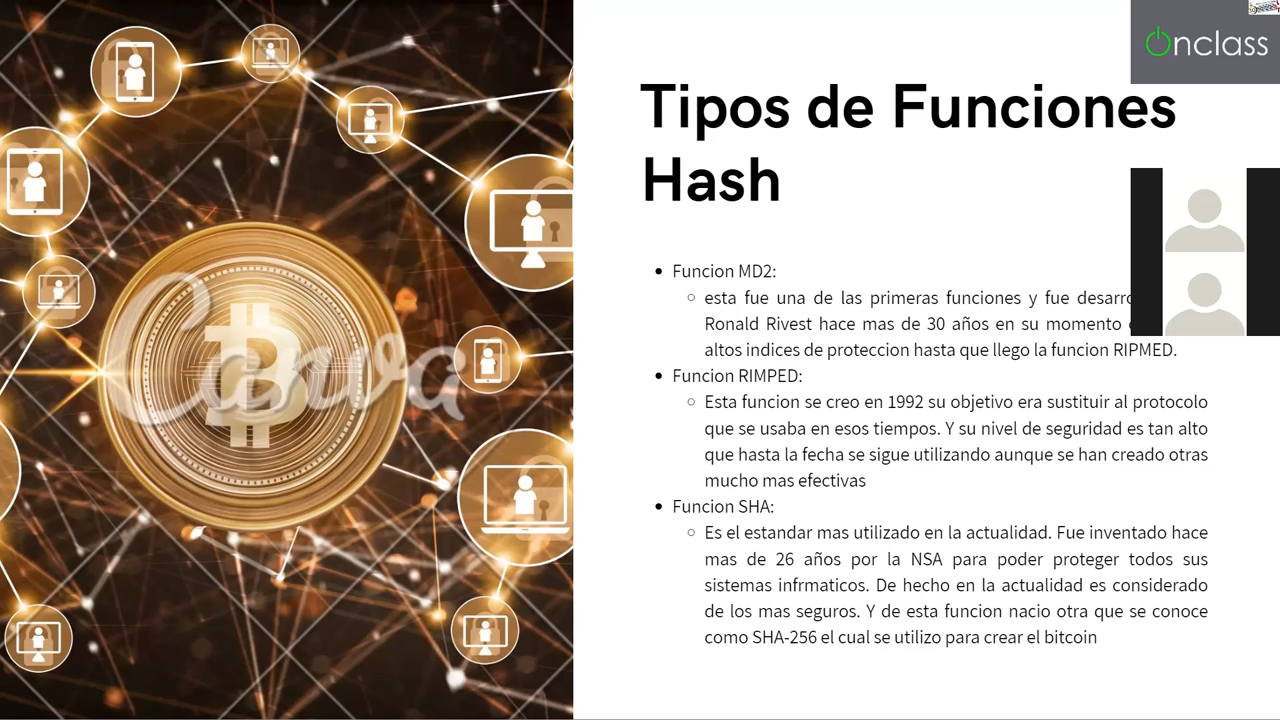 Onclass
Tipos de Funciones
Hash
Canva
• Funcion MD2:
○ esta fue una de las primeras funciones y fue
Ronald Rivest hace mas de 30 años en su momento
altos indices de proteccion hasta que llego la funcion RIPMED.
• Funcion RIMPED:
○ Esta funcion se creo en 1992 su objetivo era sustituir al protocolo
que se usaba en esos tiempos. Y su nivel de seguridad es tan alto
que hasta la fecha se sigue utilizando aunque se han creado otras
mucho mas efectivas
• Funcion SHA:
○ Es el estandar mas utilizado en la actualidad. Fue inventado hace
mas de 26 años por la NSA para poder proteger todos sus
sistemas infrmaticos. De hecho en la actualidad es considerado
de los mas seguros. Y de esta funcion nacio otra que se conoce
como SHA-256 el cual se utilizo para crear el bitcoin